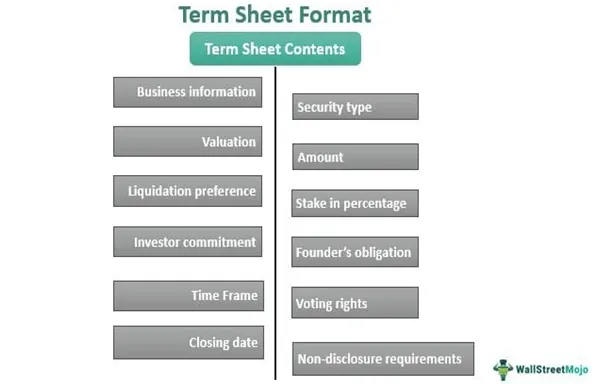 Term Sheet Format
Term Sheet Contents
Business information
Security type
Valuation
Amount
Liquidation preference
Stake in percentage
Investor commitment
Founder's obligation
Time Frame
Voting rights
Closing date
Non-disclosure requirements
WallStreetMojo